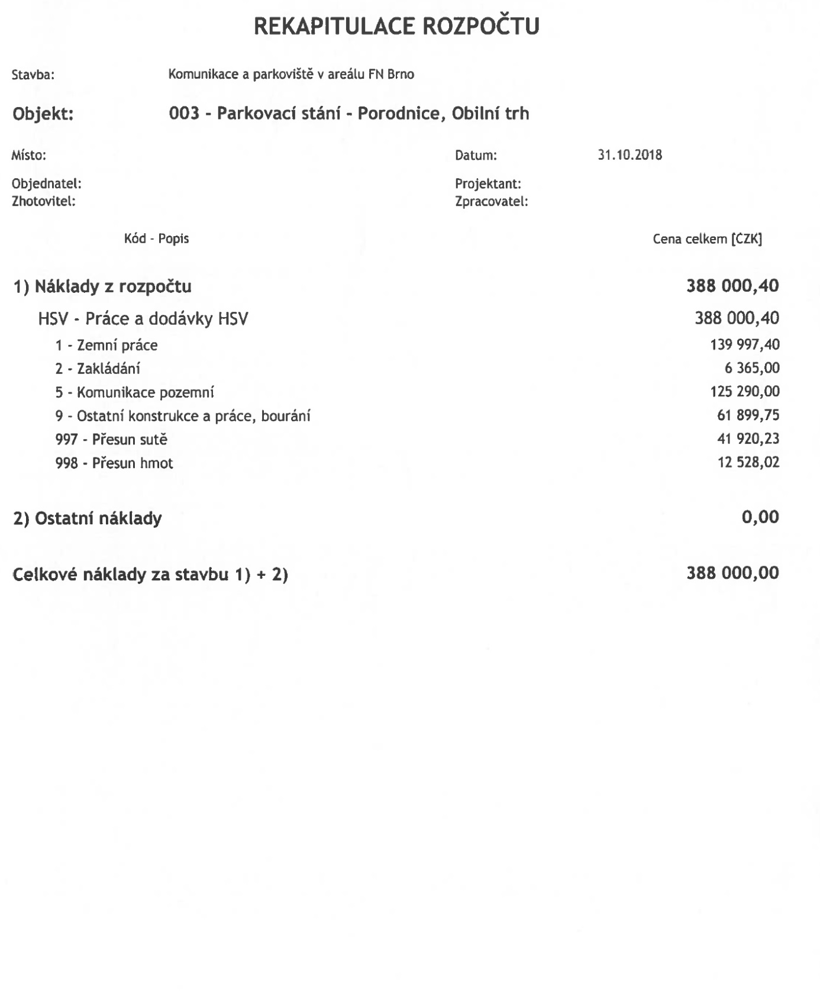 REKAPITULACE ROZPOČTU
Stavba: Komunikace a parkoviště v areálu FN Brno
Objekt: 003 - Parkovací stání - Porodnice, Obilní trh
Místo: Datum: 31.10.2018
Objednatel: Projektant:
Zhotovitel: Zpracovatel:
Kód - Popis Cena celkem [CZK]
1) Náklady z rozpočtu 388 000,40
HSV - Práce a dodávky HSV 388 000,40
1 - Zemní práce 139 997,40
2 - Zakládání 6 365,00
5 - Komunikace pozemní 125 290,00
9 - Ostatní konstrukce a práce, bourání 61 899,75
997 - Přesun sutě 41 920,23
998 - Přesun hmot 12 528,02
2) Ostatní náklady 0,00
Celkové náklady za stavbu 1) + 2) 388 000,00